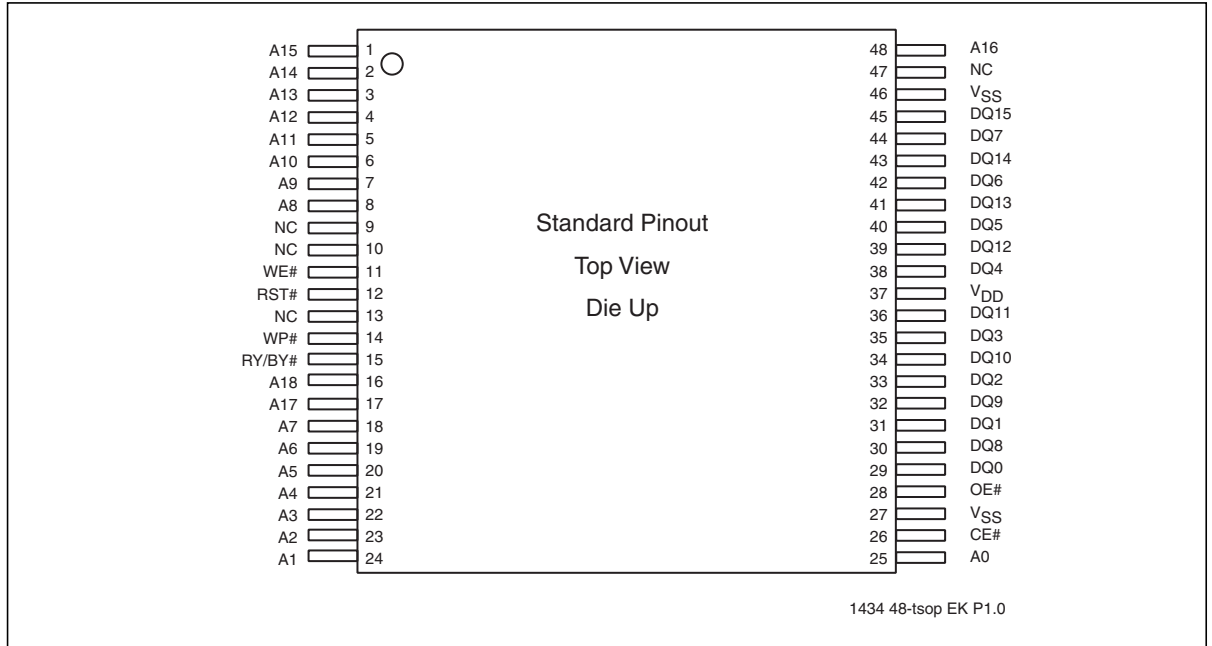 A15 1 48 A16
A14 2 47 NC
A13 3 46 VSS
A12 4 45 DQ15
A11 5 44 DQ7
A10 6 43 DQ14
A9 7 42 DQ6
A8 8 41 DQ13
NC 9 40 DQ5
NC 10 39 DQ12
WE# 11 38 DQ4
RST# 12 37 VDD
NC 13 36 DQ11
WP# 14 35 DQ3
RY/BY# 15 34 DQ10
A18 16 33 DQ2
A17 17 32 DQ9
A7 18 31 DQ1
A6 19 30 DQ8
A5 20 29 DQ0
A4 21 28 OE#
A3 22 27 VSS
A2 23 26 CE#
A1 24 25 A0
Standard Pinout
Top View
Die Up
1434 48-tsop EK P1.0